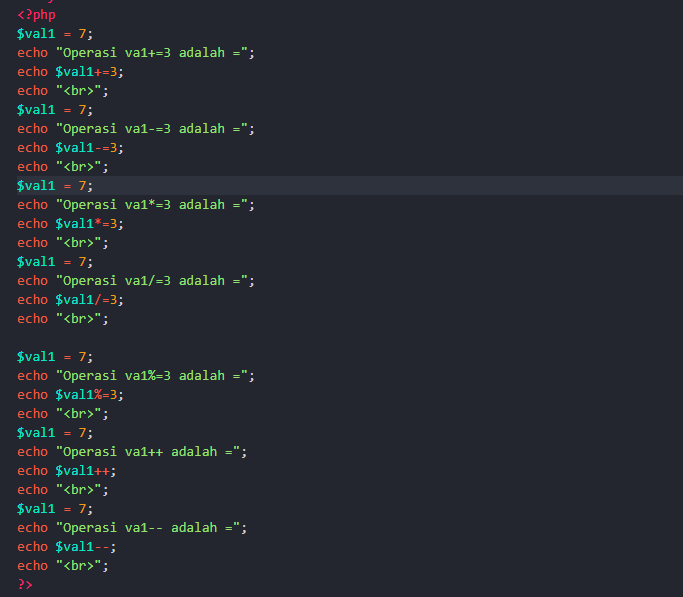 <?php
$val1 = 7;
echo "Operasi va1+=3 adalah =";
echo $val1+=3;
echo "<br>";
$val1 = 7;
echo "Operasi va1-=3 adalah =";
echo $val1-=3;
echo "<br>";
$val1 = 7;
echo "Operasi va1*=3 adalah =";
echo $val1*=3;
echo "<br>";
$val1 = 7;
echo "Operasi va1/=3 adalah =";
echo $val1/=3;
echo "<br>";
$val1 = 7;
echo "Operasi va1%=3 adalah =";
echo $val1%=3;
echo "<br>";
$val1 = 7;
echo "Operasi va1++ adalah =";
echo $val1++;
echo "<br>";
$val1 = 7;
echo "Operasi va1-- adalah =";
echo $val1--;
echo "<br>";
?>